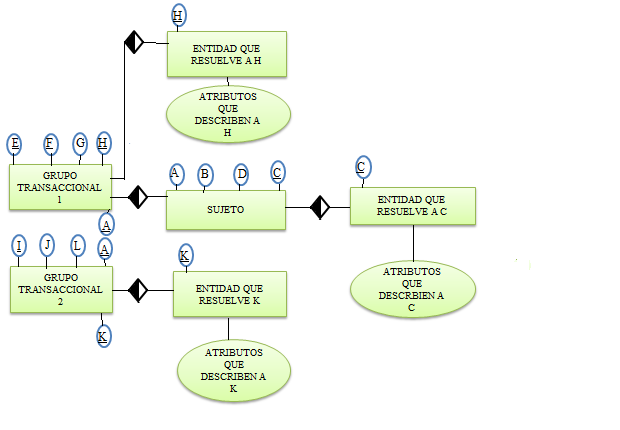 H
ENTIDAD QUE
RESUELVE A H
ATRIBUTOS
QUE
DESCRIBEN A
H
E
F
G
H
GRUPO
TRANSACCIONAL
1
A
A
B
D
C
SUJETO
C
ENTIDAD QUE
RESUELVE A C
ATRIBUTOS
QUE
DESCRBIEN A
C
I
J
L
A
GRUPO
TRANSACCIONAL
2
K
K
ENTIDAD QUE
RESUELVE K
ATRIBUTOS
QUE
DESCRIBEN A
K